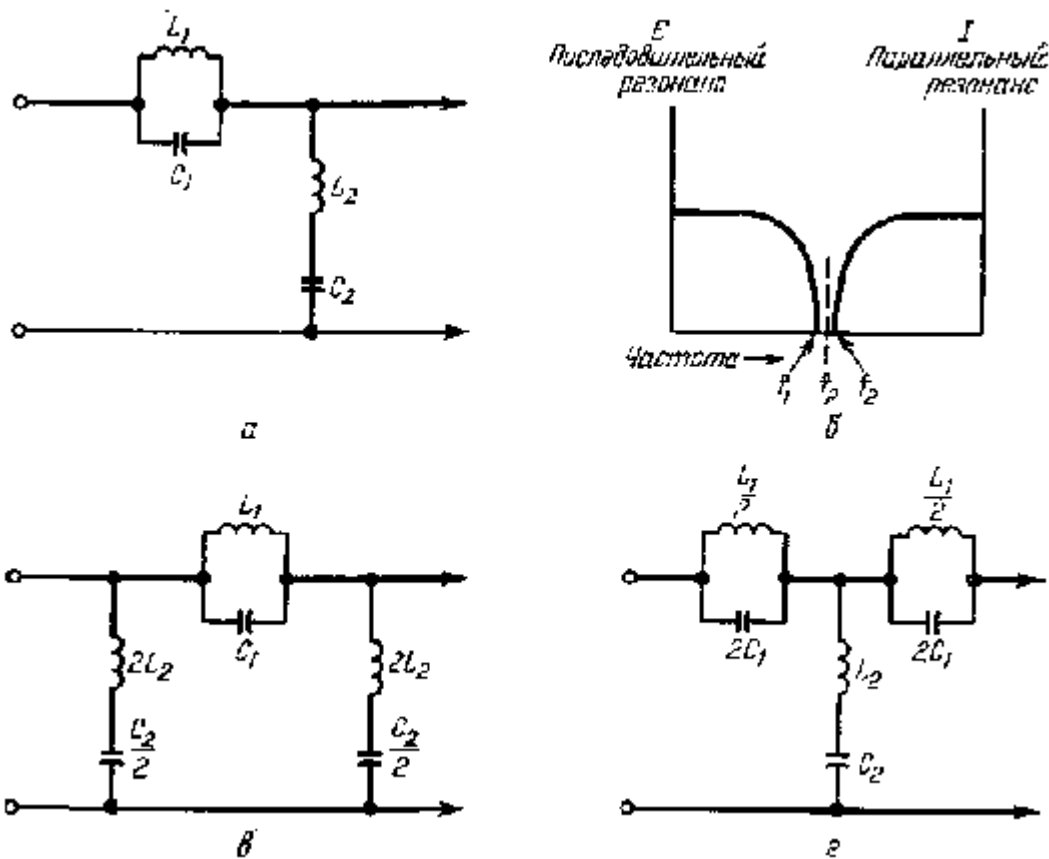 L₁
C₁
L₂
C₂
а
E
Последовательный
резонанс
I
Параллельный
резонанс
Частота
f₁
f₂
б
L₁
C₁
2L₂
2L₂
C₂/2
C₂/2
в
L₁/2
L₁/2
2C₁
2C₁
L₂
C₂
г